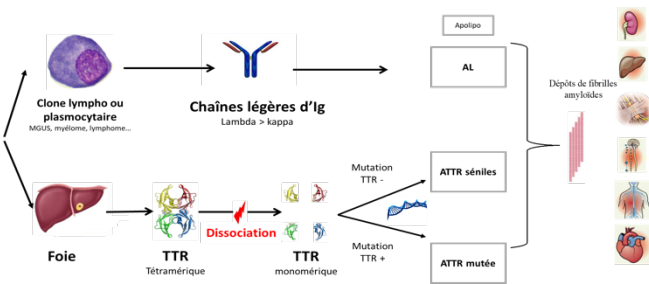 Apolipo
AL
Clone lympho ou
plasmocytaire
MGUS, myélome, lymphome...
Chaînes légères d'Ig
Lambda > kappa
Dépôts de fibrilles
amyloïdes
Mutation
TTR -
ATTR séniles
Dissociation
Foie
TTR
Tétramérique
TTR
monomérique
Mutation
TTR +
ATTR mutée